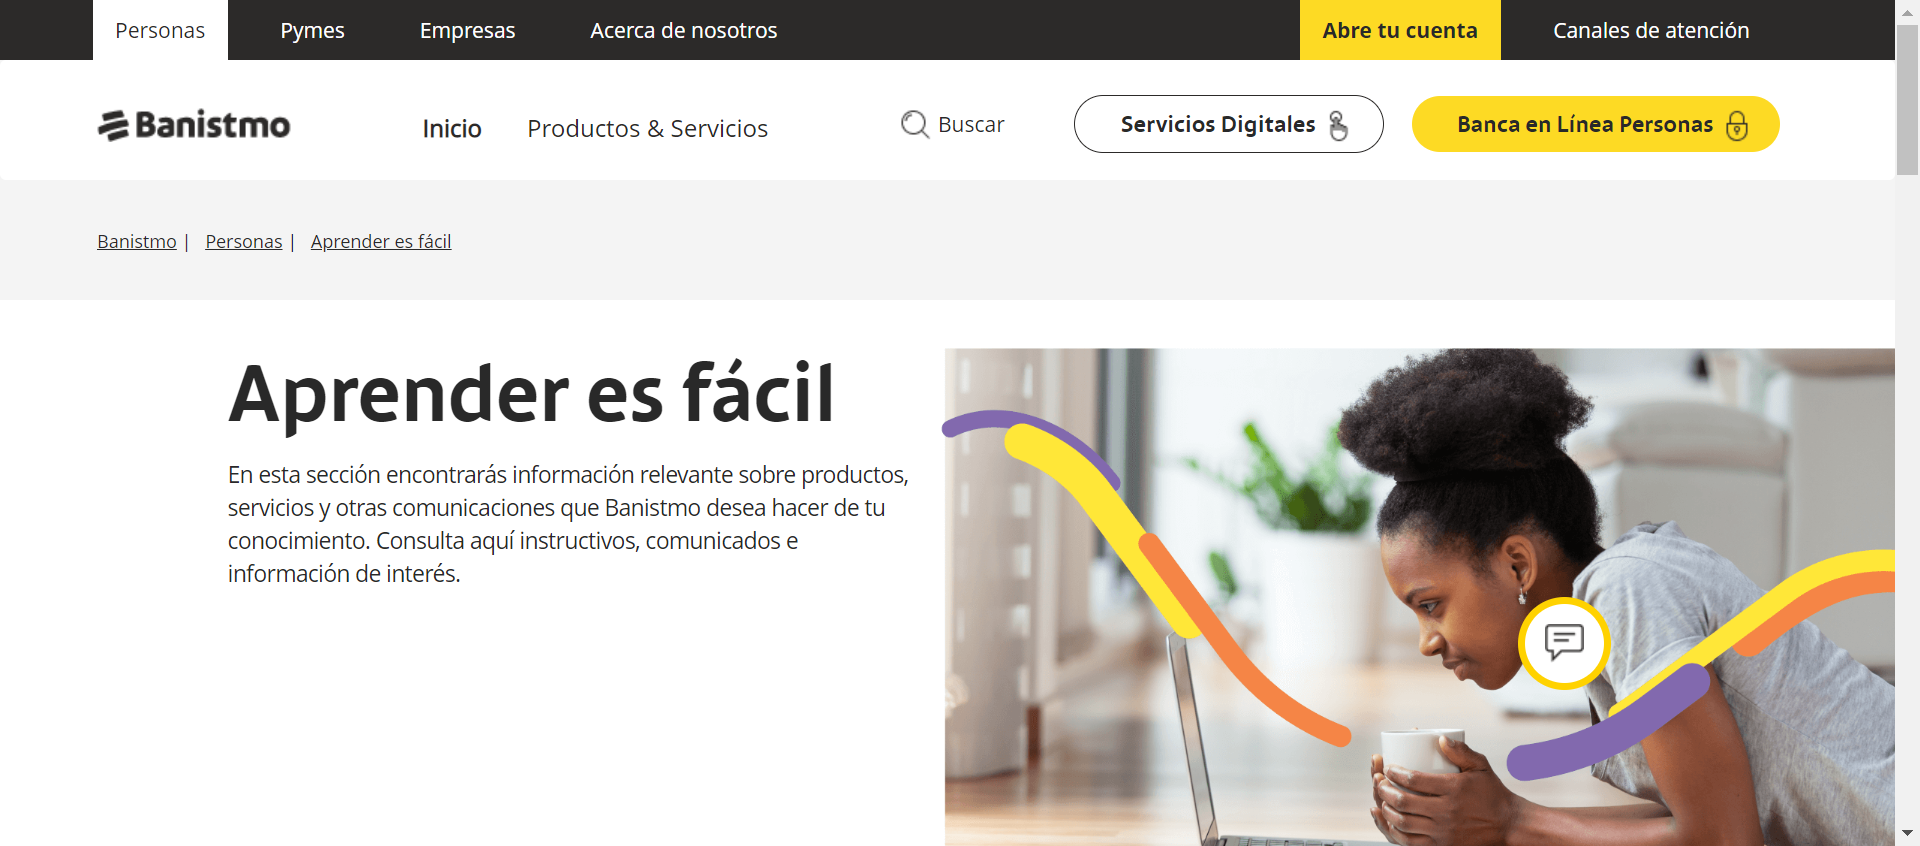 Personas
Pymes
Empresas
Acerca de nosotros
Abre tu cuenta
Canales de atención
Banistmo
Inicio
Productos & Servicios
Buscar
Servicios Digitales
Banca en Línea Personas
Banistmo | Personas | Aprender es fácil
Aprender es fácil
En esta sección encontrarás información relevante sobre productos,
servicios y otras comunicaciones que Banistmo desea hacer de tu
conocimiento. Consulta aquí instructivos, comunicados e
información de interés.